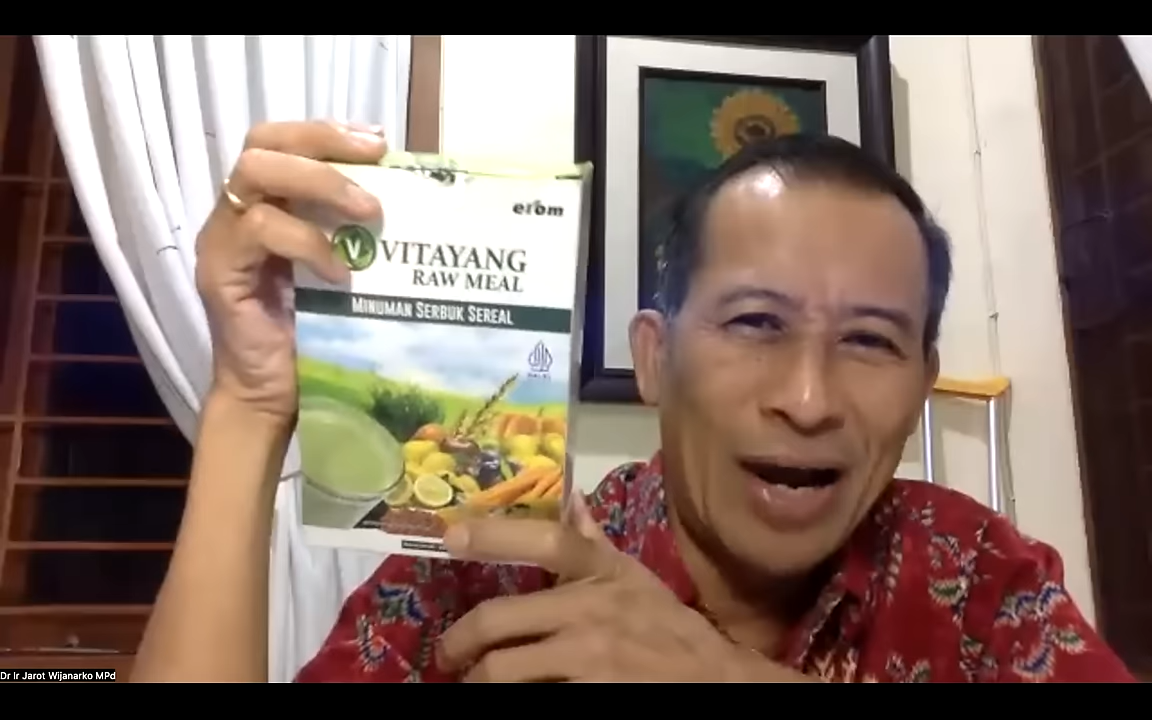 erom
V VITAYANG
RAW MEAL
MINUMAN SERBUK SEREAL
Dr Ir Jarot Wijanarko MPd